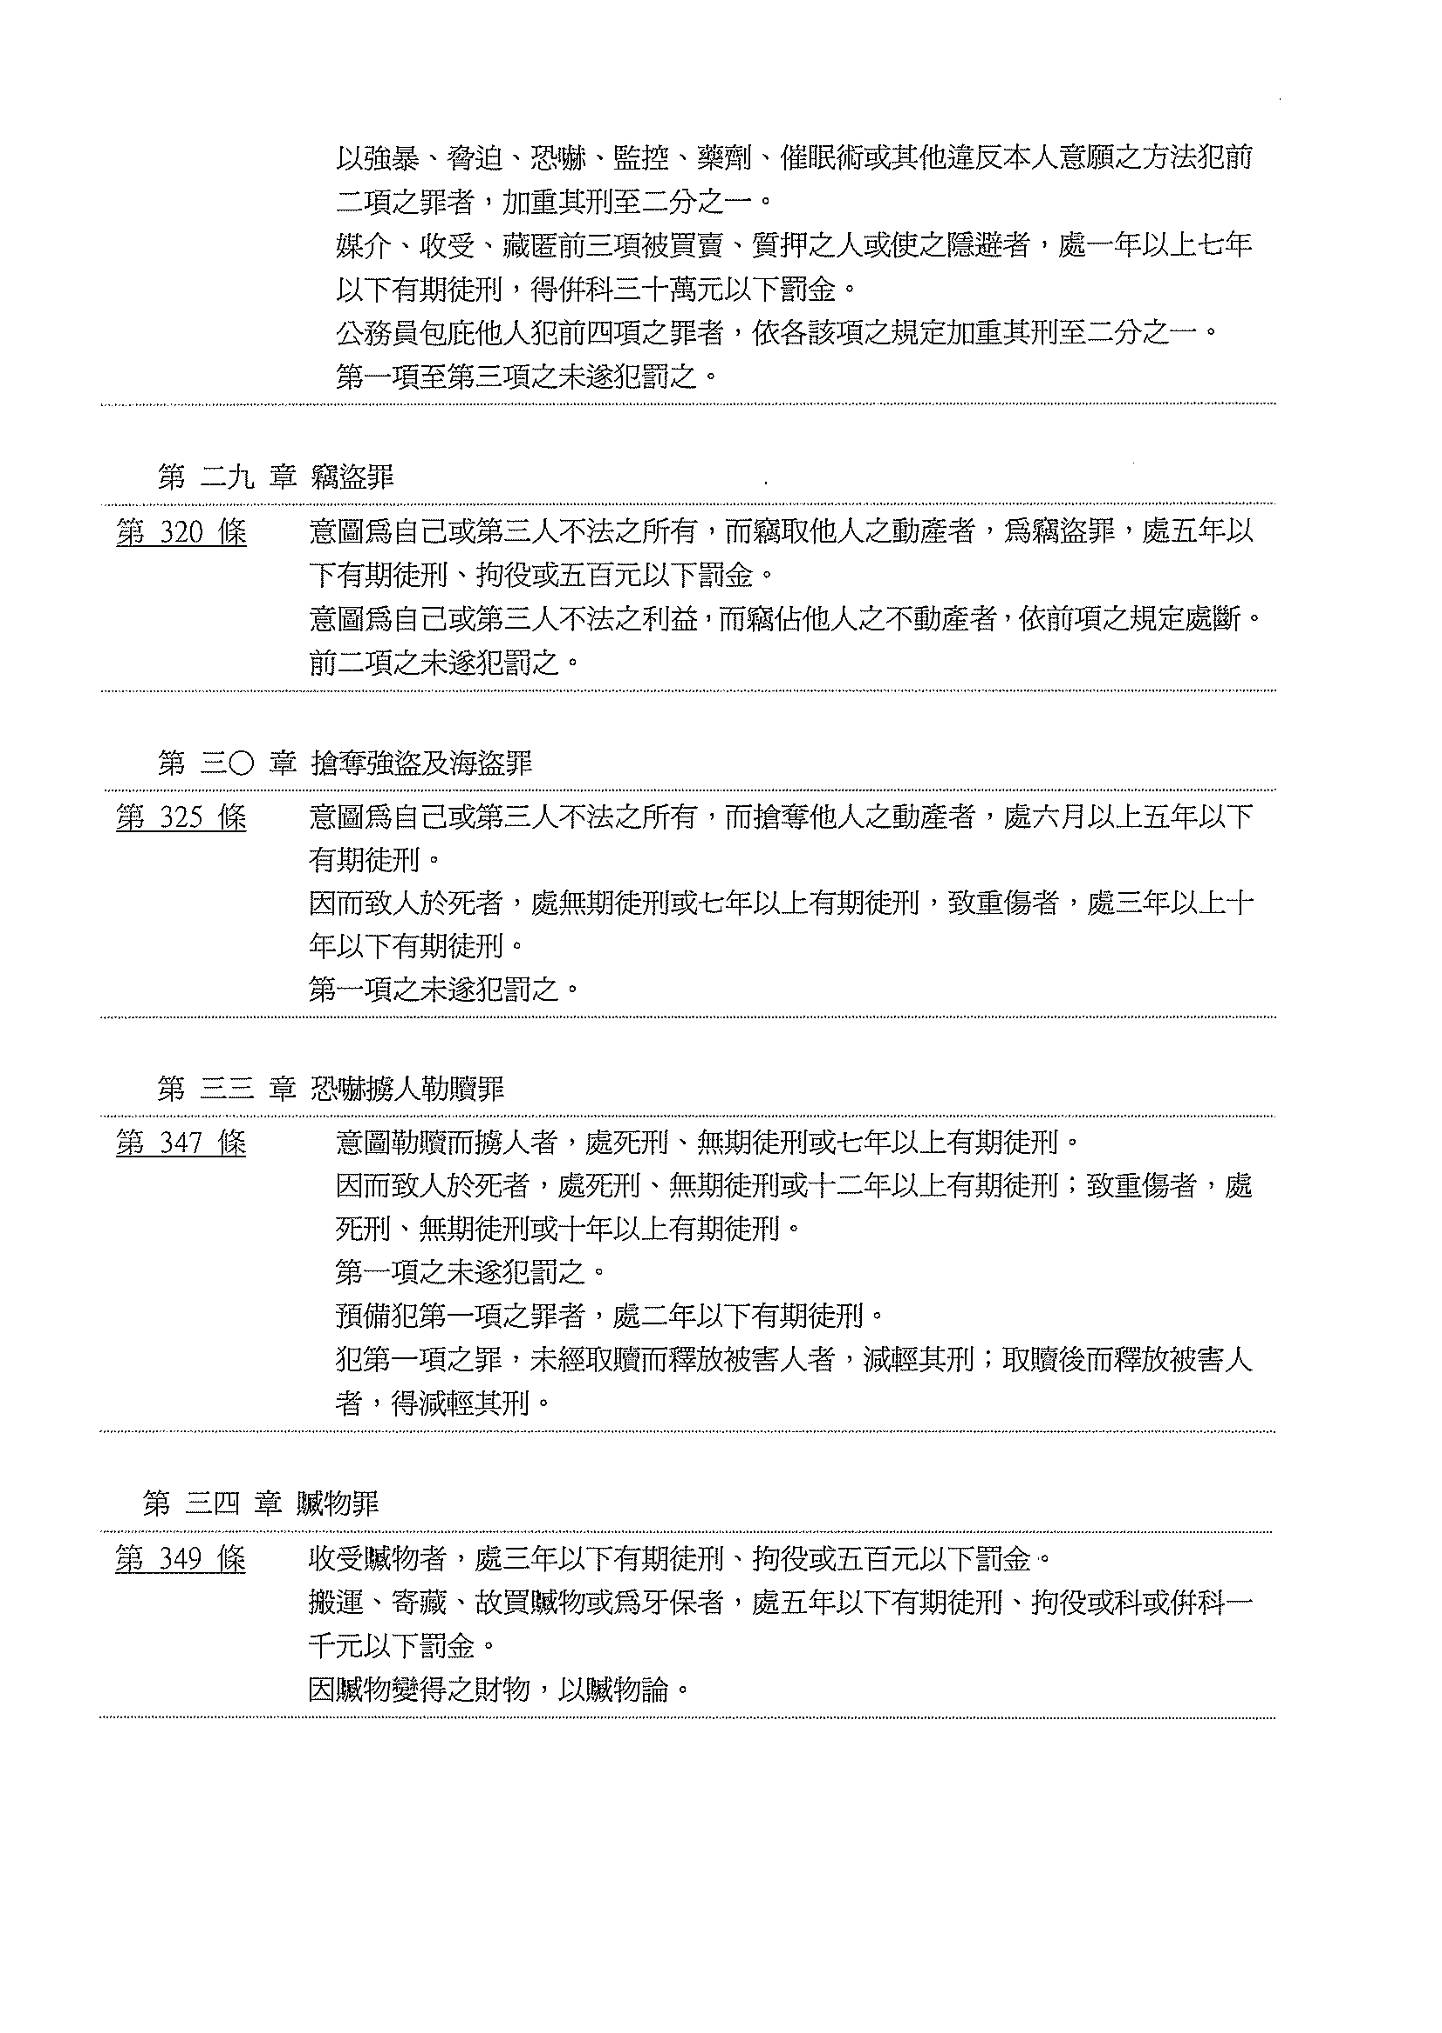 以強暴、脅迫、恐嚇、監控、藥劑、催眠術或其他違反本人意願之方法犯前
二項之罪者，加重其刑至二分之一。
媒介、收受、藏匿前三項被買賣、質押之人或使之隱避者，處一年以上七年
以下有期徒刑，得併科三十萬元以下罰金。
公務員包庇他人犯前四項之罪者，依各該項之規定加重其刑至二分之一。
第一項至第三項之未遂犯罰之。
第 二九 章 竊盜罪
第 320 條 意圖為自己或第三人不法之所有，而竊取他人之動產者，為竊盜罪，處五年以
下有期徒刑、拘役或五百元以下罰金。
意圖為自己或第三人不法之利益，而竊佔他人之不動產者，依前項之規定處斷。
前二項之未遂犯罰之。
第 三〇 章 搶奪強盜及海盜罪
第 325 條 意圖為自己或第三人不法之所有，而搶奪他人之動產者，處六月以上五年以下
有期徒刑。
因而致人於死者，處無期徒刑或七年以上有期徒刑，致重傷者，處三年以上十
年以下有期徒刑。
第一項之未遂犯罰之。
第 三三 章 恐嚇擄人勒贖罪
第 347 條 意圖勒贖而擄人者，處死刑、無期徒刑或七年以上有期徒刑。
因而致人於死者，處死刑、無期徒刑或十二年以上有期徒刑；致重傷者，處
死刑、無期徒刑或十年以上有期徒刑。
第一項之未遂犯罰之。
預備犯第一項之罪者，處二年以下有期徒刑。
犯第一項之罪，未經取贖而釋放被害人者，減輕其刑；取贖後而釋放被害人
者，得減輕其刑。
第 三四 章 贓物罪
第 349 條 收受贓物者，處三年以下有期徒刑、拘役或五百元以下罰金。
搬運、寄藏、故買贓物或為牙保者，處五年以下有期徒刑、拘役或科或併科一
千元以下罰金。
因贓物變得之財物，以贓物論。